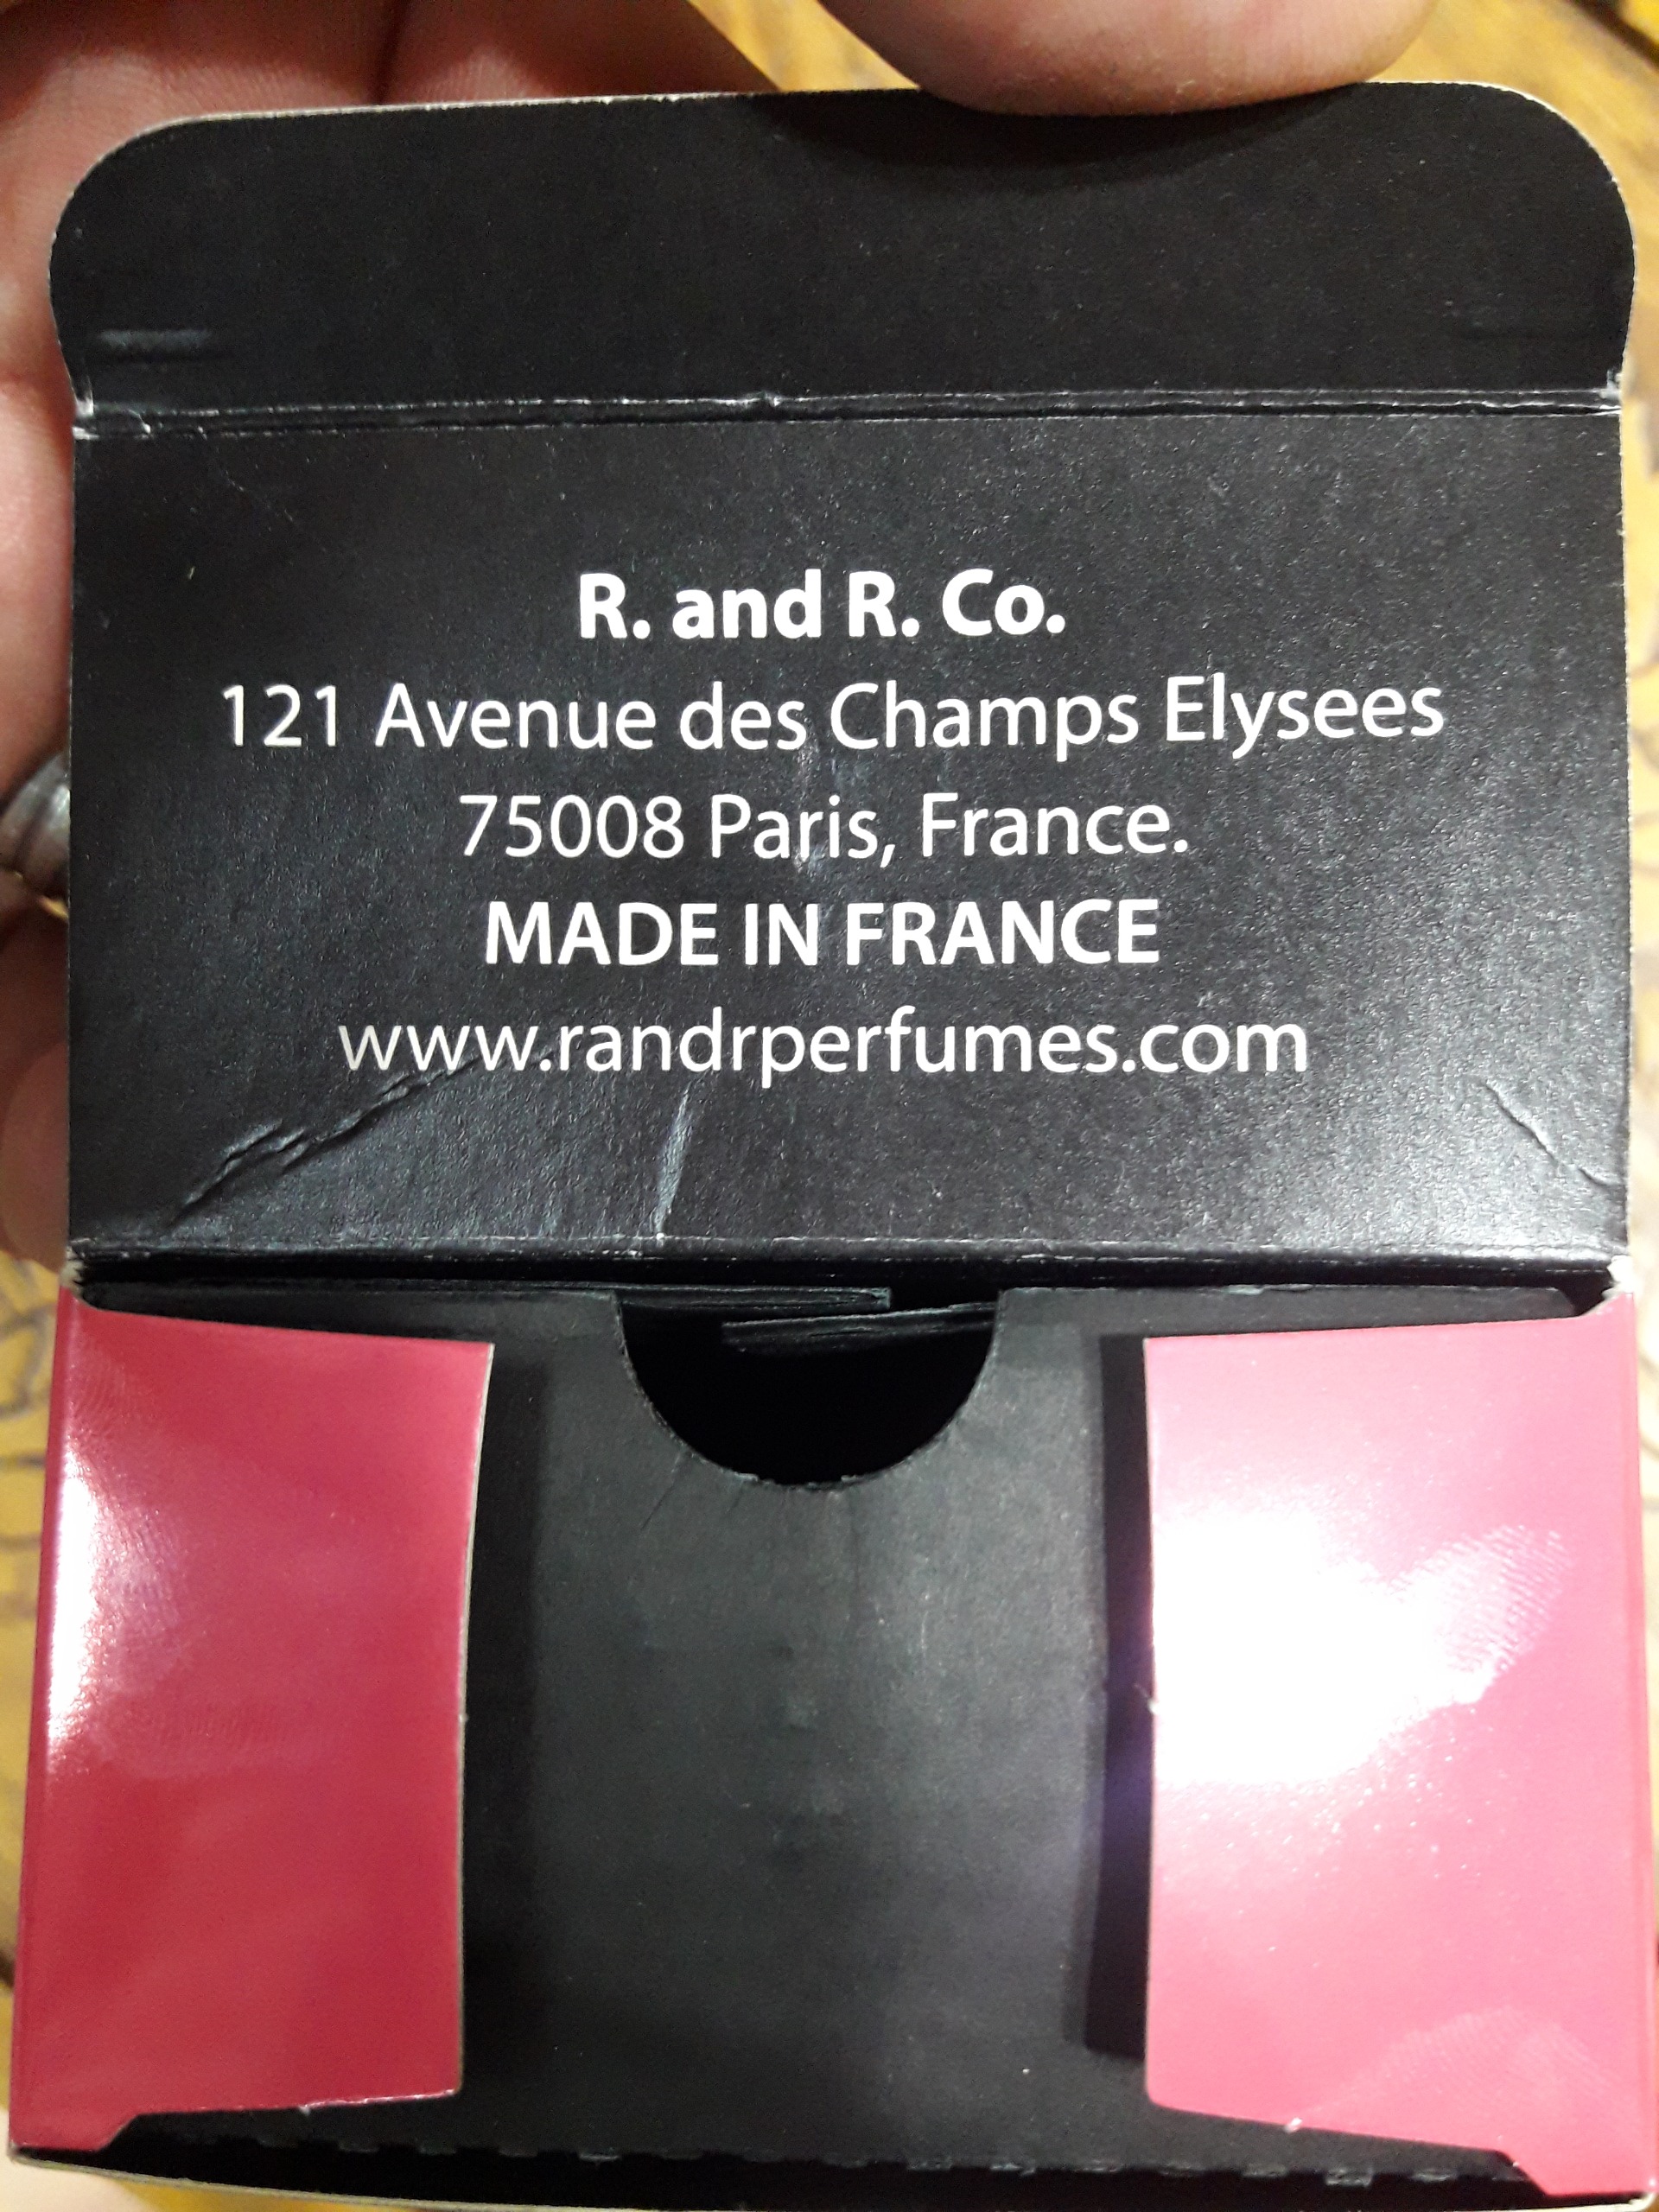 R. and R. Co.
121 Avenue des Champs Elysees
75008 Paris, France.
MADE IN FRANCE
www.randrperfumes.com